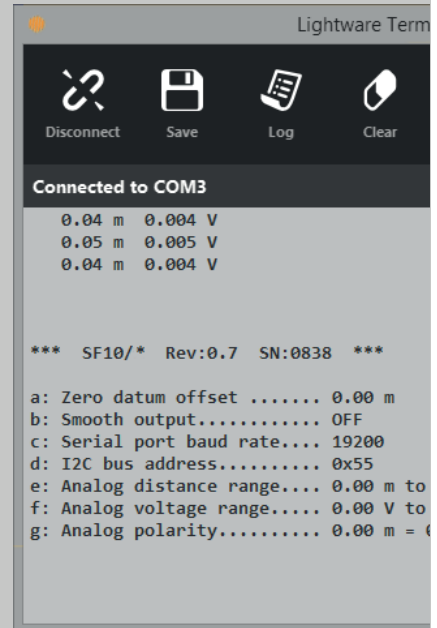 Lightware Term
Disconnect Save Log Clear
Connected to COM3
0.04 m 0.004 V
0.05 m 0.005 V
0.04 m 0.004 V
*** SF10/* Rev:0.7 SN:0838 ***
a: Zero datum offset ....... 0.00 m
b: Smooth output............ OFF
c: Serial port baud rate.... 19200
d: I2C bus address.......... 0x55
e: Analog distance range.... 0.00 m to
f: Analog voltage range..... 0.00 V to
g: Analog polarity.......... 0.00 m =